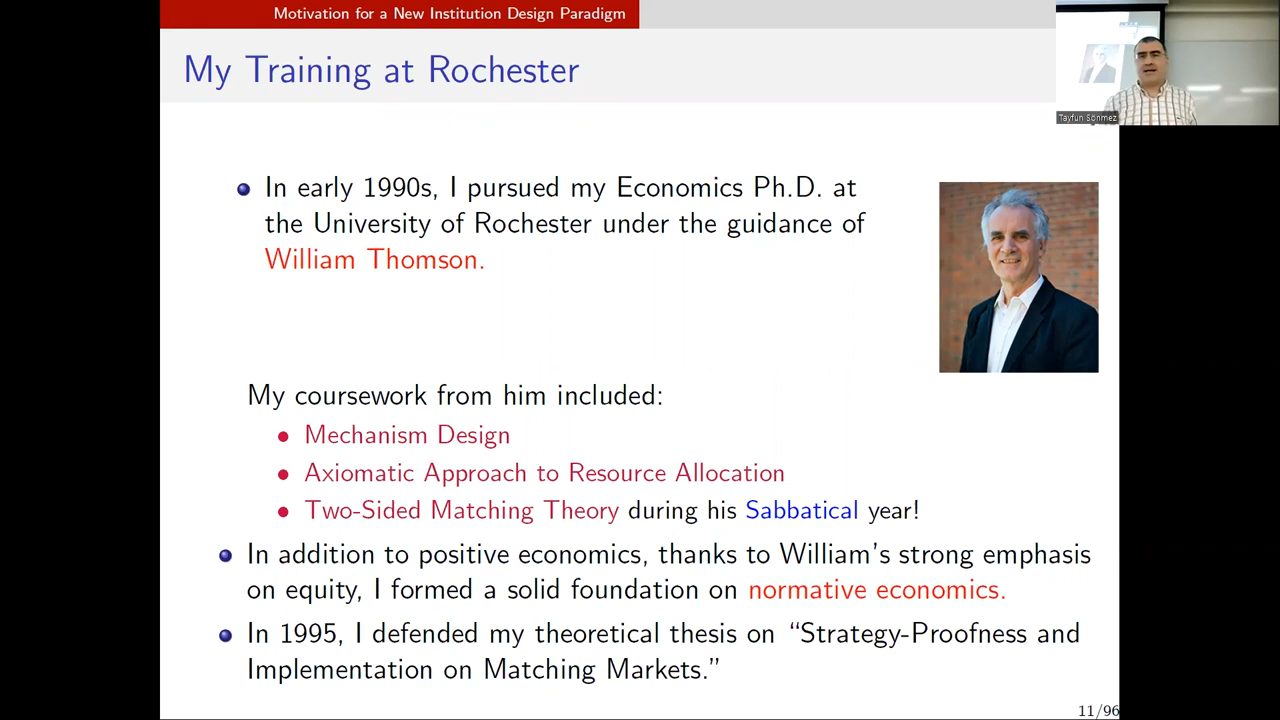 Motivation for a New Institution Design Paradigm
My Training at Rochester
Tayfun Sönmez
In early 1990s, I pursued my Economics Ph.D. at
the University of Rochester under the guidance of
William Thomson.
My coursework from him included:
Mechanism Design
Axiomatic Approach to Resource Allocation
Two-Sided Matching Theory during his Sabbatical year!
In addition to positive economics, thanks to William's strong emphasis
on equity, I formed a solid foundation on normative economics.
In 1995, I defended my theoretical thesis on “Strategy-Proofness and
Implementation on Matching Markets.”
11/96